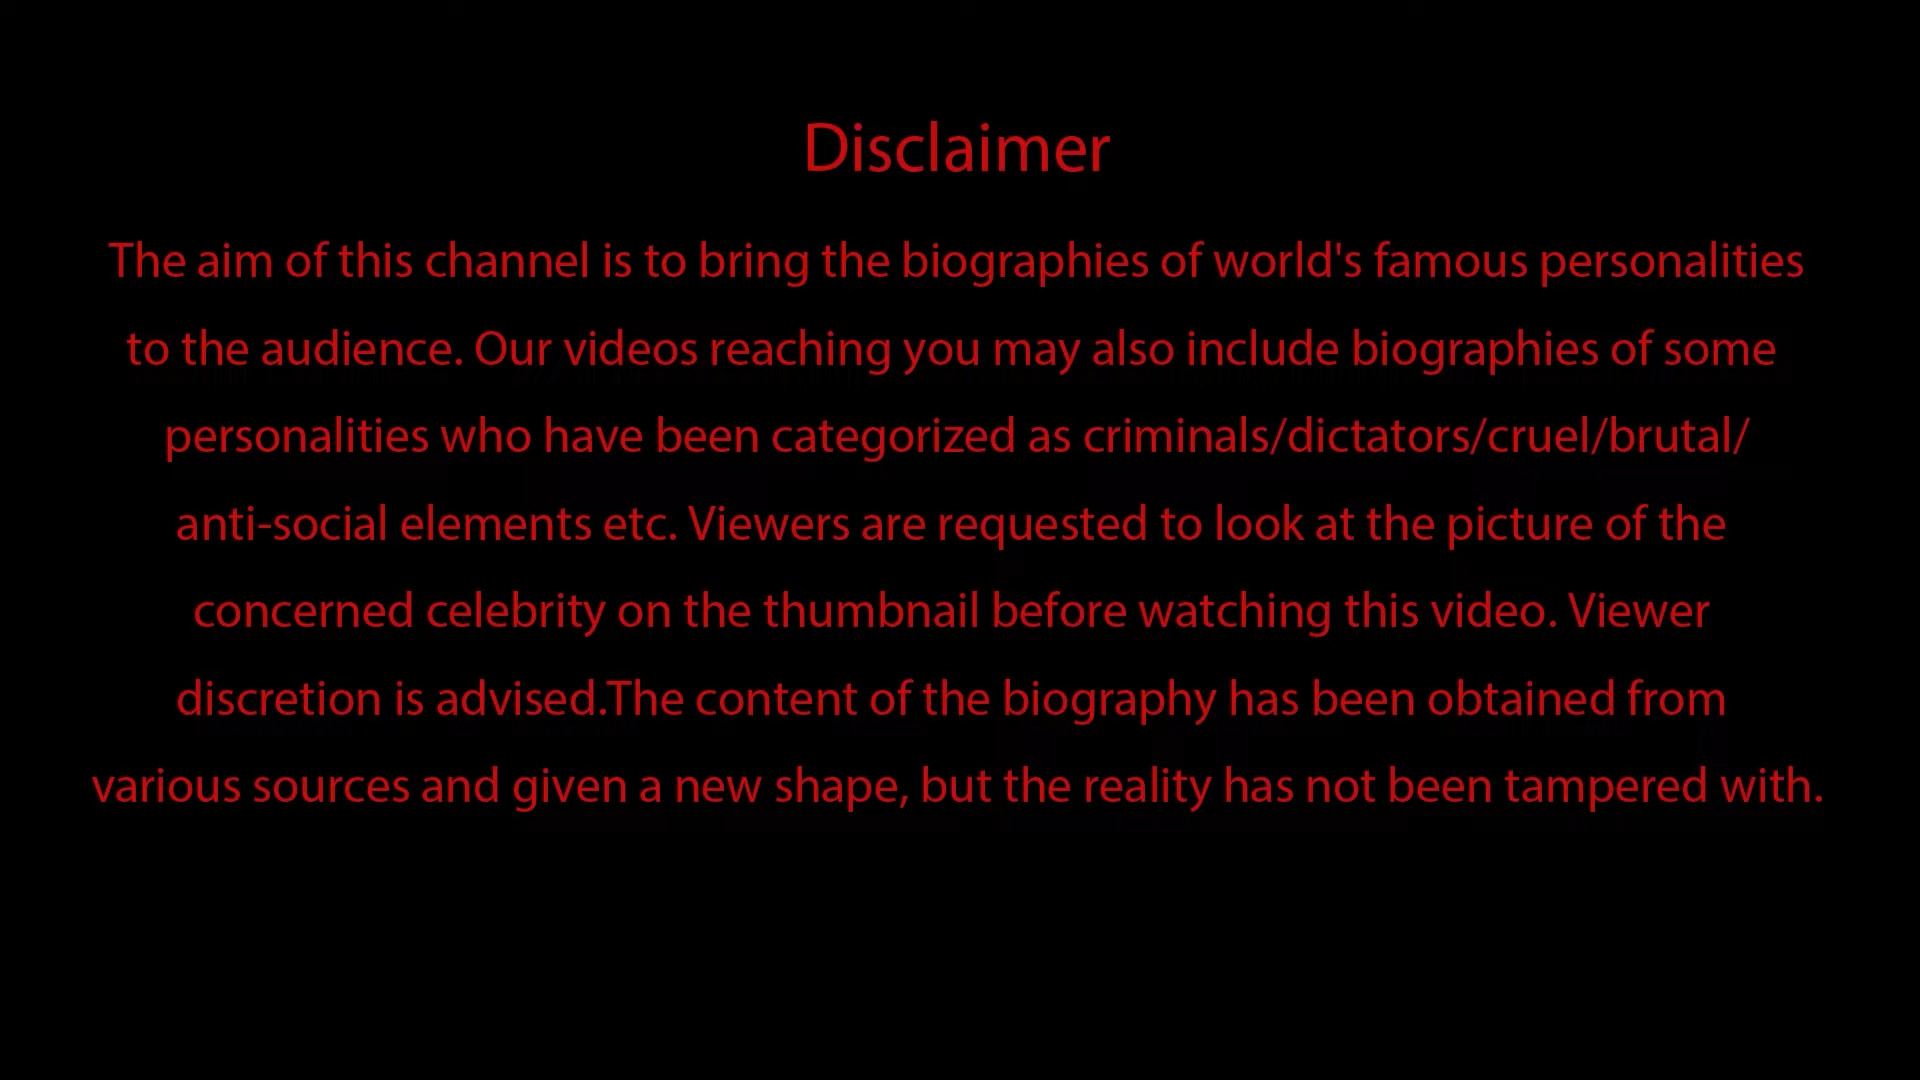 Disclaimer
The aim of this channel is to bring the biographies of world's famous personalities
to the audience. Our videos reaching you may also include biographies of some
personalities who have been categorized as criminals/dictators/cruel/brutal/
anti-social elements etc. Viewers are requested to look at the picture of the
concerned celebrity on the thumbnail before watching this video. Viewer
discretion is advised.The content of the biography has been obtained from
various sources and given a new shape, but the reality has not been tampered with.